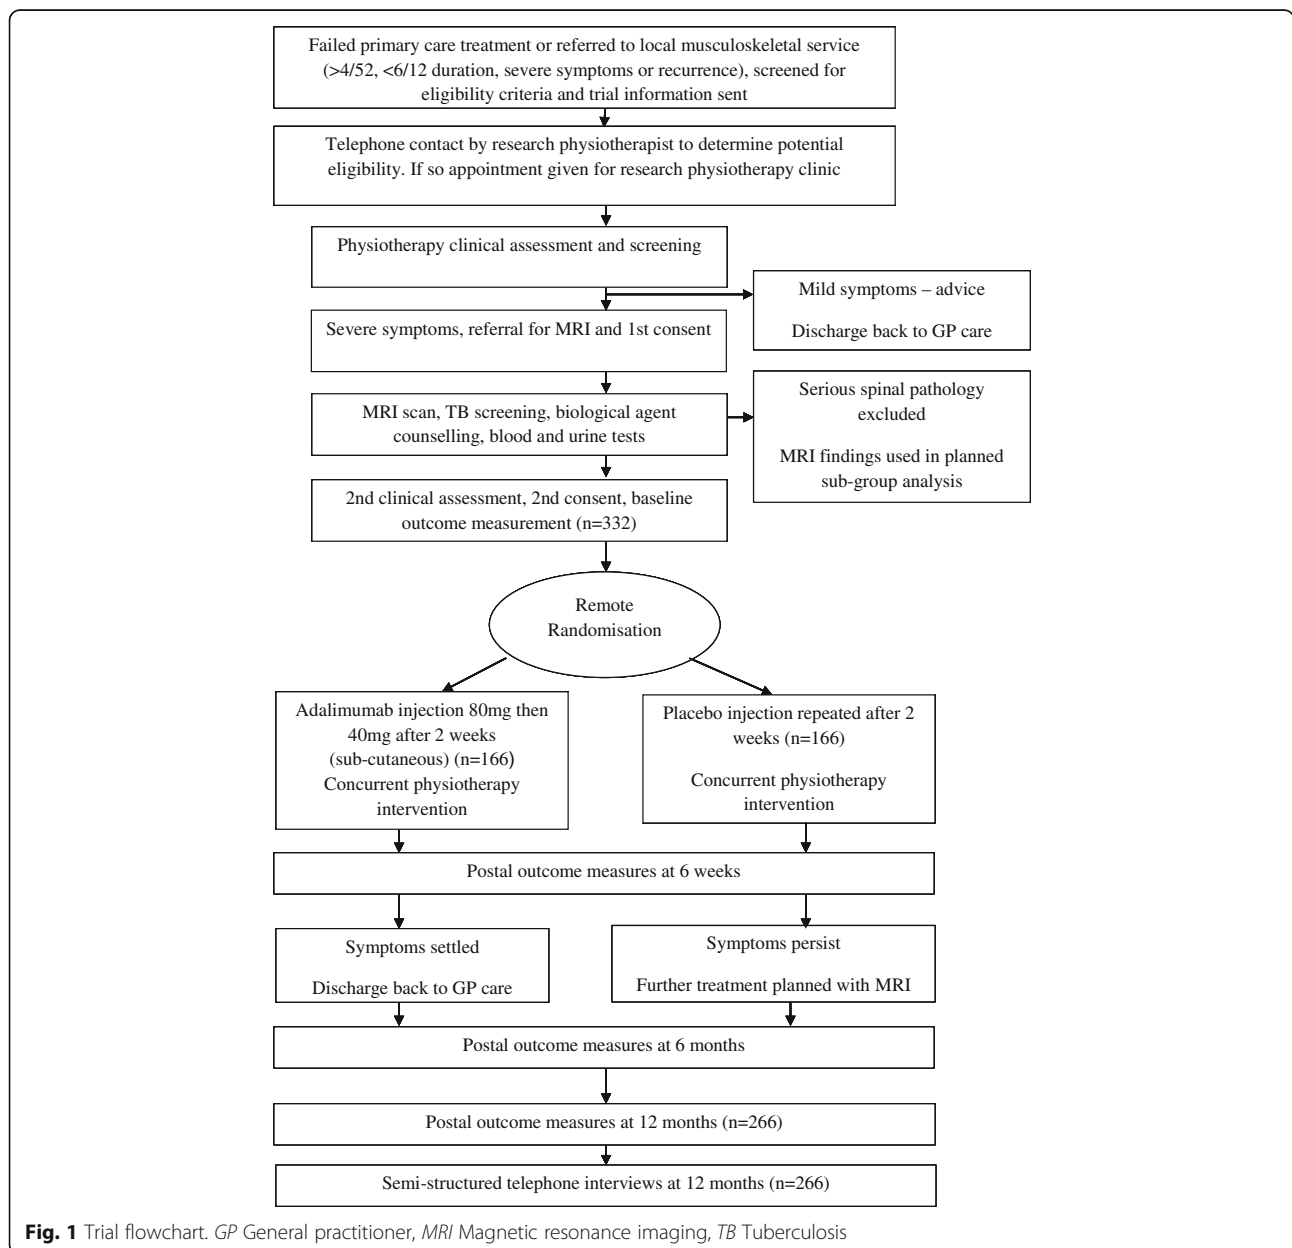 Failed primary care treatment or referred to local musculoskeletal service
(>4/52, <6/12 duration, severe symptoms or recurrence), screened for
eligibility criteria and trial information sent
Telephone contact by research physiotherapist to determine potential
eligibility. If so appointment given for research physiotherapy clinic
Physiotherapy clinical assessment and screening
Mild symptoms – advice
Discharge back to GP care
Severe symptoms, referral for MRI and 1st consent
MRI scan, TB screening, biological agent
counselling, blood and urine tests
Serious spinal pathology
excluded
MRI findings used in planned
sub-group analysis
2nd clinical assessment, 2nd consent, baseline
outcome measurement (n=332)
Remote
Randomisation
Adalimumab injection 80mg then
40mg after 2 weeks
(sub-cutaneous) (n=166)
Concurrent physiotherapy
intervention
Placebo injection repeated after 2
weeks (n=166)
Concurrent physiotherapy
intervention
Postal outcome measures at 6 weeks
Symptoms settled
Discharge back to GP care
Symptoms persist
Further treatment planned with MRI
Postal outcome measures at 6 months
Postal outcome measures at 12 months (n=266)
Semi-structured telephone interviews at 12 months (n=266)
Fig. 1 Trial flowchart. GP General practitioner, MRI Magnetic resonance imaging, TB Tuberculosis